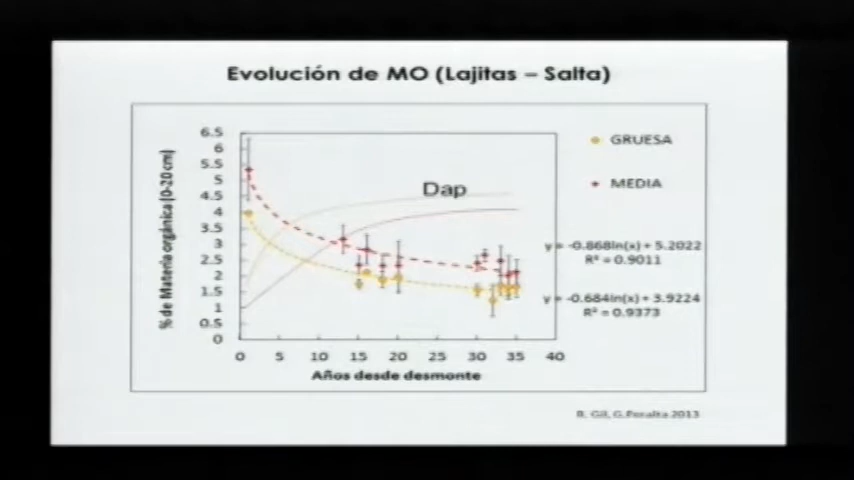 Evolución de MO (Lajitas – Salta)
% de Materia orgánica (0-20 cm)
6.5
6
5.5
5
4.5
4
3.5
3
2.5
2
1.5
1
0.5
0
0 5 10 15 20 25 30 35 40
Años desde desmonte
Dap
GRUESA
MEDIA
y = -0.868ln(x) + 5.2022
R² = 0.9011
y = -0.684ln(x) + 3.9224
R² = 0.9373
R. Gil, G.Peralta 2013